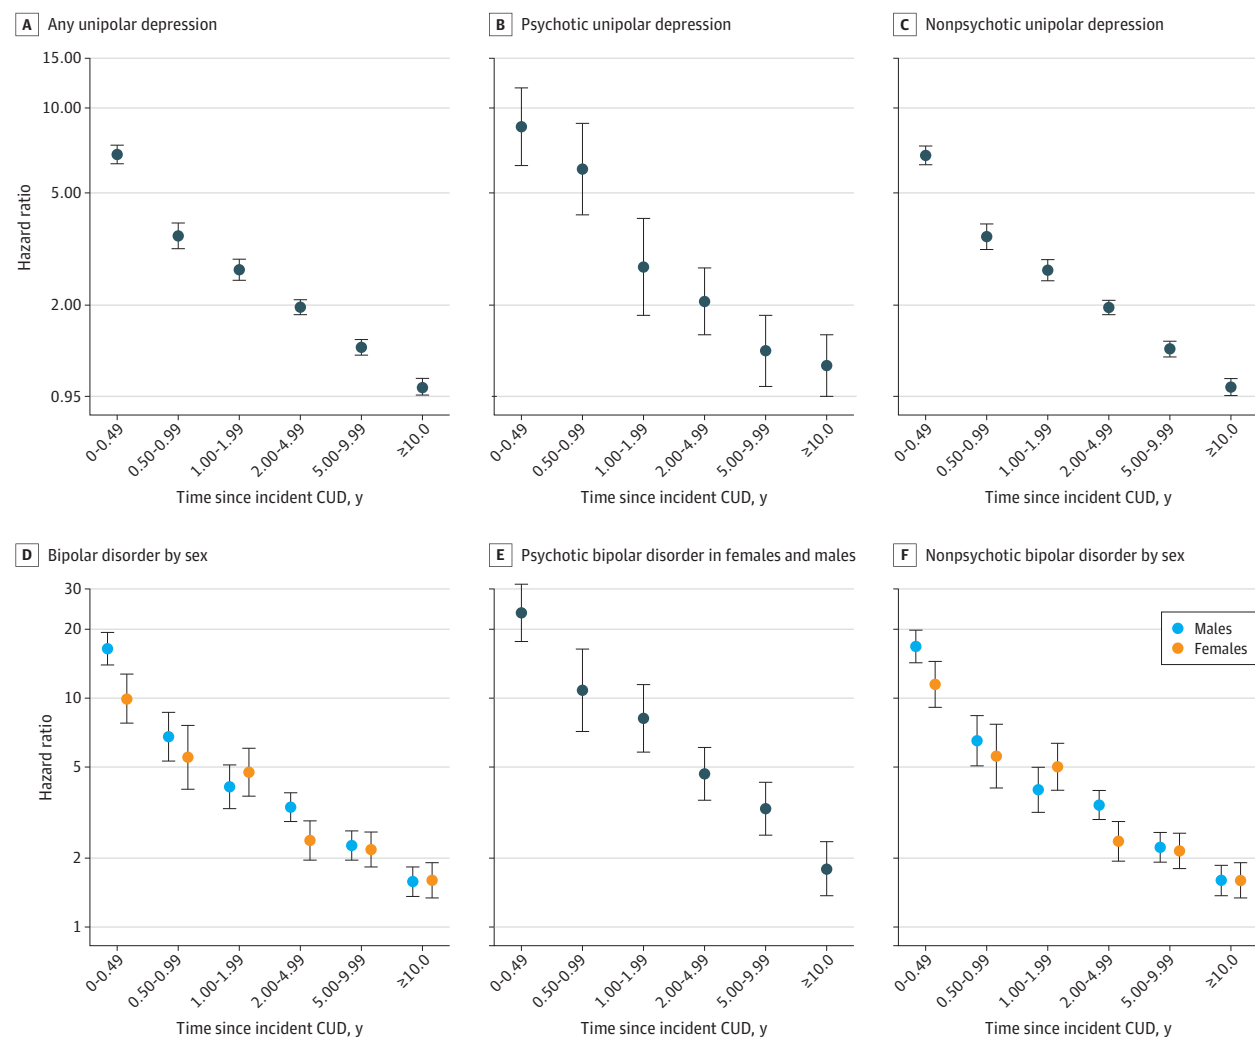 A Any unipolar depression
B Psychotic unipolar depression
C Nonpsychotic unipolar depression
15.00
10.00
5.00
2.00
0.95
Hazard ratio
0-0.49
0.50-0.99
1.00-1.99
2.00-4.99
5.00-9.99
≥10.0
Time since incident CUD, y
0-0.49
0.50-0.99
1.00-1.99
2.00-4.99
5.00-9.99
≥10.0
Time since incident CUD, y
0-0.49
0.50-0.99
1.00-1.99
2.00-4.99
5.00-9.99
≥10.0
Time since incident CUD, y
D Bipolar disorder by sex
E Psychotic bipolar disorder in females and males
F Nonpsychotic bipolar disorder by sex
30
20
10
5
2
1
Hazard ratio
Males
Females
0-0.49
0.50-0.99
1.00-1.99
2.00-4.99
5.00-9.99
≥10.0
Time since incident CUD, y
0-0.49
0.50-0.99
1.00-1.99
2.00-4.99
5.00-9.99
≥10.0
Time since incident CUD, y
0-0.49
0.50-0.99
1.00-1.99
2.00-4.99
5.00-9.99
≥10.0
Time since incident CUD, y